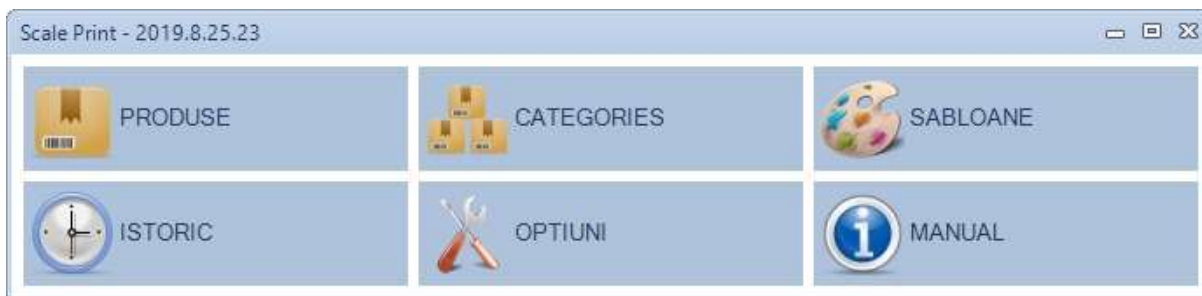 Scale Print - 2019.8.25.23
PRODUSE
CATEGORIES
SABLOANE
ISTORIC
OPTIUNI
MANUAL